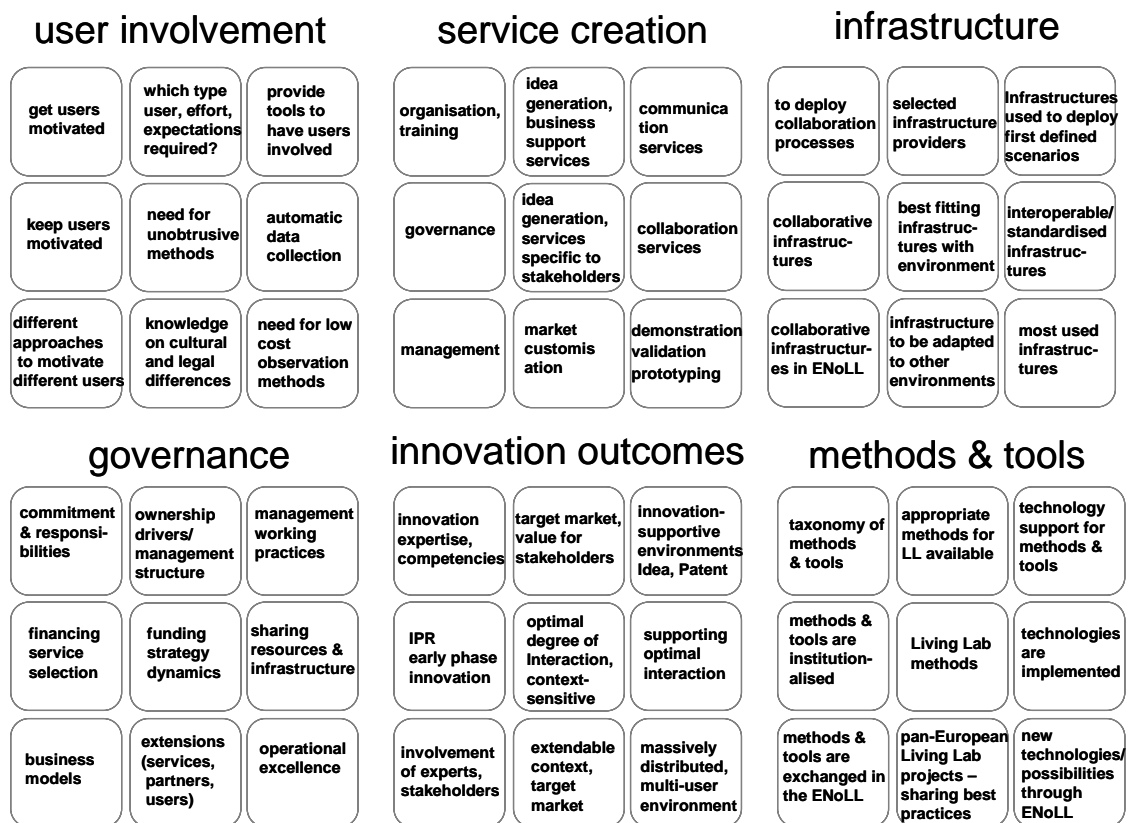 user involvement
service creation
infrastructure
get users
motivated
which type
user, effort,
expectations
required?
provide
tools to
have users
involved
organisation,
training
idea
generation,
business
support
services
communica
tion
services
to deploy
collaboration
processes
selected
infrastructure
providers
Infrastructures
used to deploy
first defined
scenarios
keep users
motivated
need for
unobtrusive
methods
automatic
data
collection
governance
idea
generation,
services
specific to
stakeholders
collaboration
services
collaborative
infrastruc-
tures
best fitting
infrastruc-
tures with
environment
interoperable/
standardised
infrastruc-
tures
different
approaches
to motivate
different users
knowledge
on cultural
and legal
differences
need for low
cost
observation
methods
management
market
customis
ation
demonstration
validation
prototyping
collaborative
infrastructur-
es in ENoLL
infrastructure
to be adapted
to other
environments
most used
infrastruc-
tures
governance
innovation outcomes
methods & tools
commitment
& responsi-
bilities
ownership
drivers/
management
structure
management
working
practices
innovation
expertise,
competencies
target market,
value for
stakeholders
innovation-
supportive
environments
Idea, Patent
taxonomy of
methods
& tools
appropriate
methods for
LL available
technology
support for
methods &
tools
financing
service
selection
funding
strategy
dynamics
sharing
resources &
infrastructure
IPR
early phase
innovation
optimal
degree of
Interaction,
context-
sensitive
supporting
optimal
interaction
methods &
tools are
institution-
alised
Living Lab
methods
technologies
are
implemented
business
models
extensions
(services,
partners,
users)
operational
excellence
involvement
of experts,
stakeholders
extendable
context,
target
market
massively
distributed,
multi-user
environment
methods &
tools are
exchanged in
the ENoLL
pan-European
Living Lab
projects –
sharing best
practices
new
technologies/
possibilities
through
ENoLL